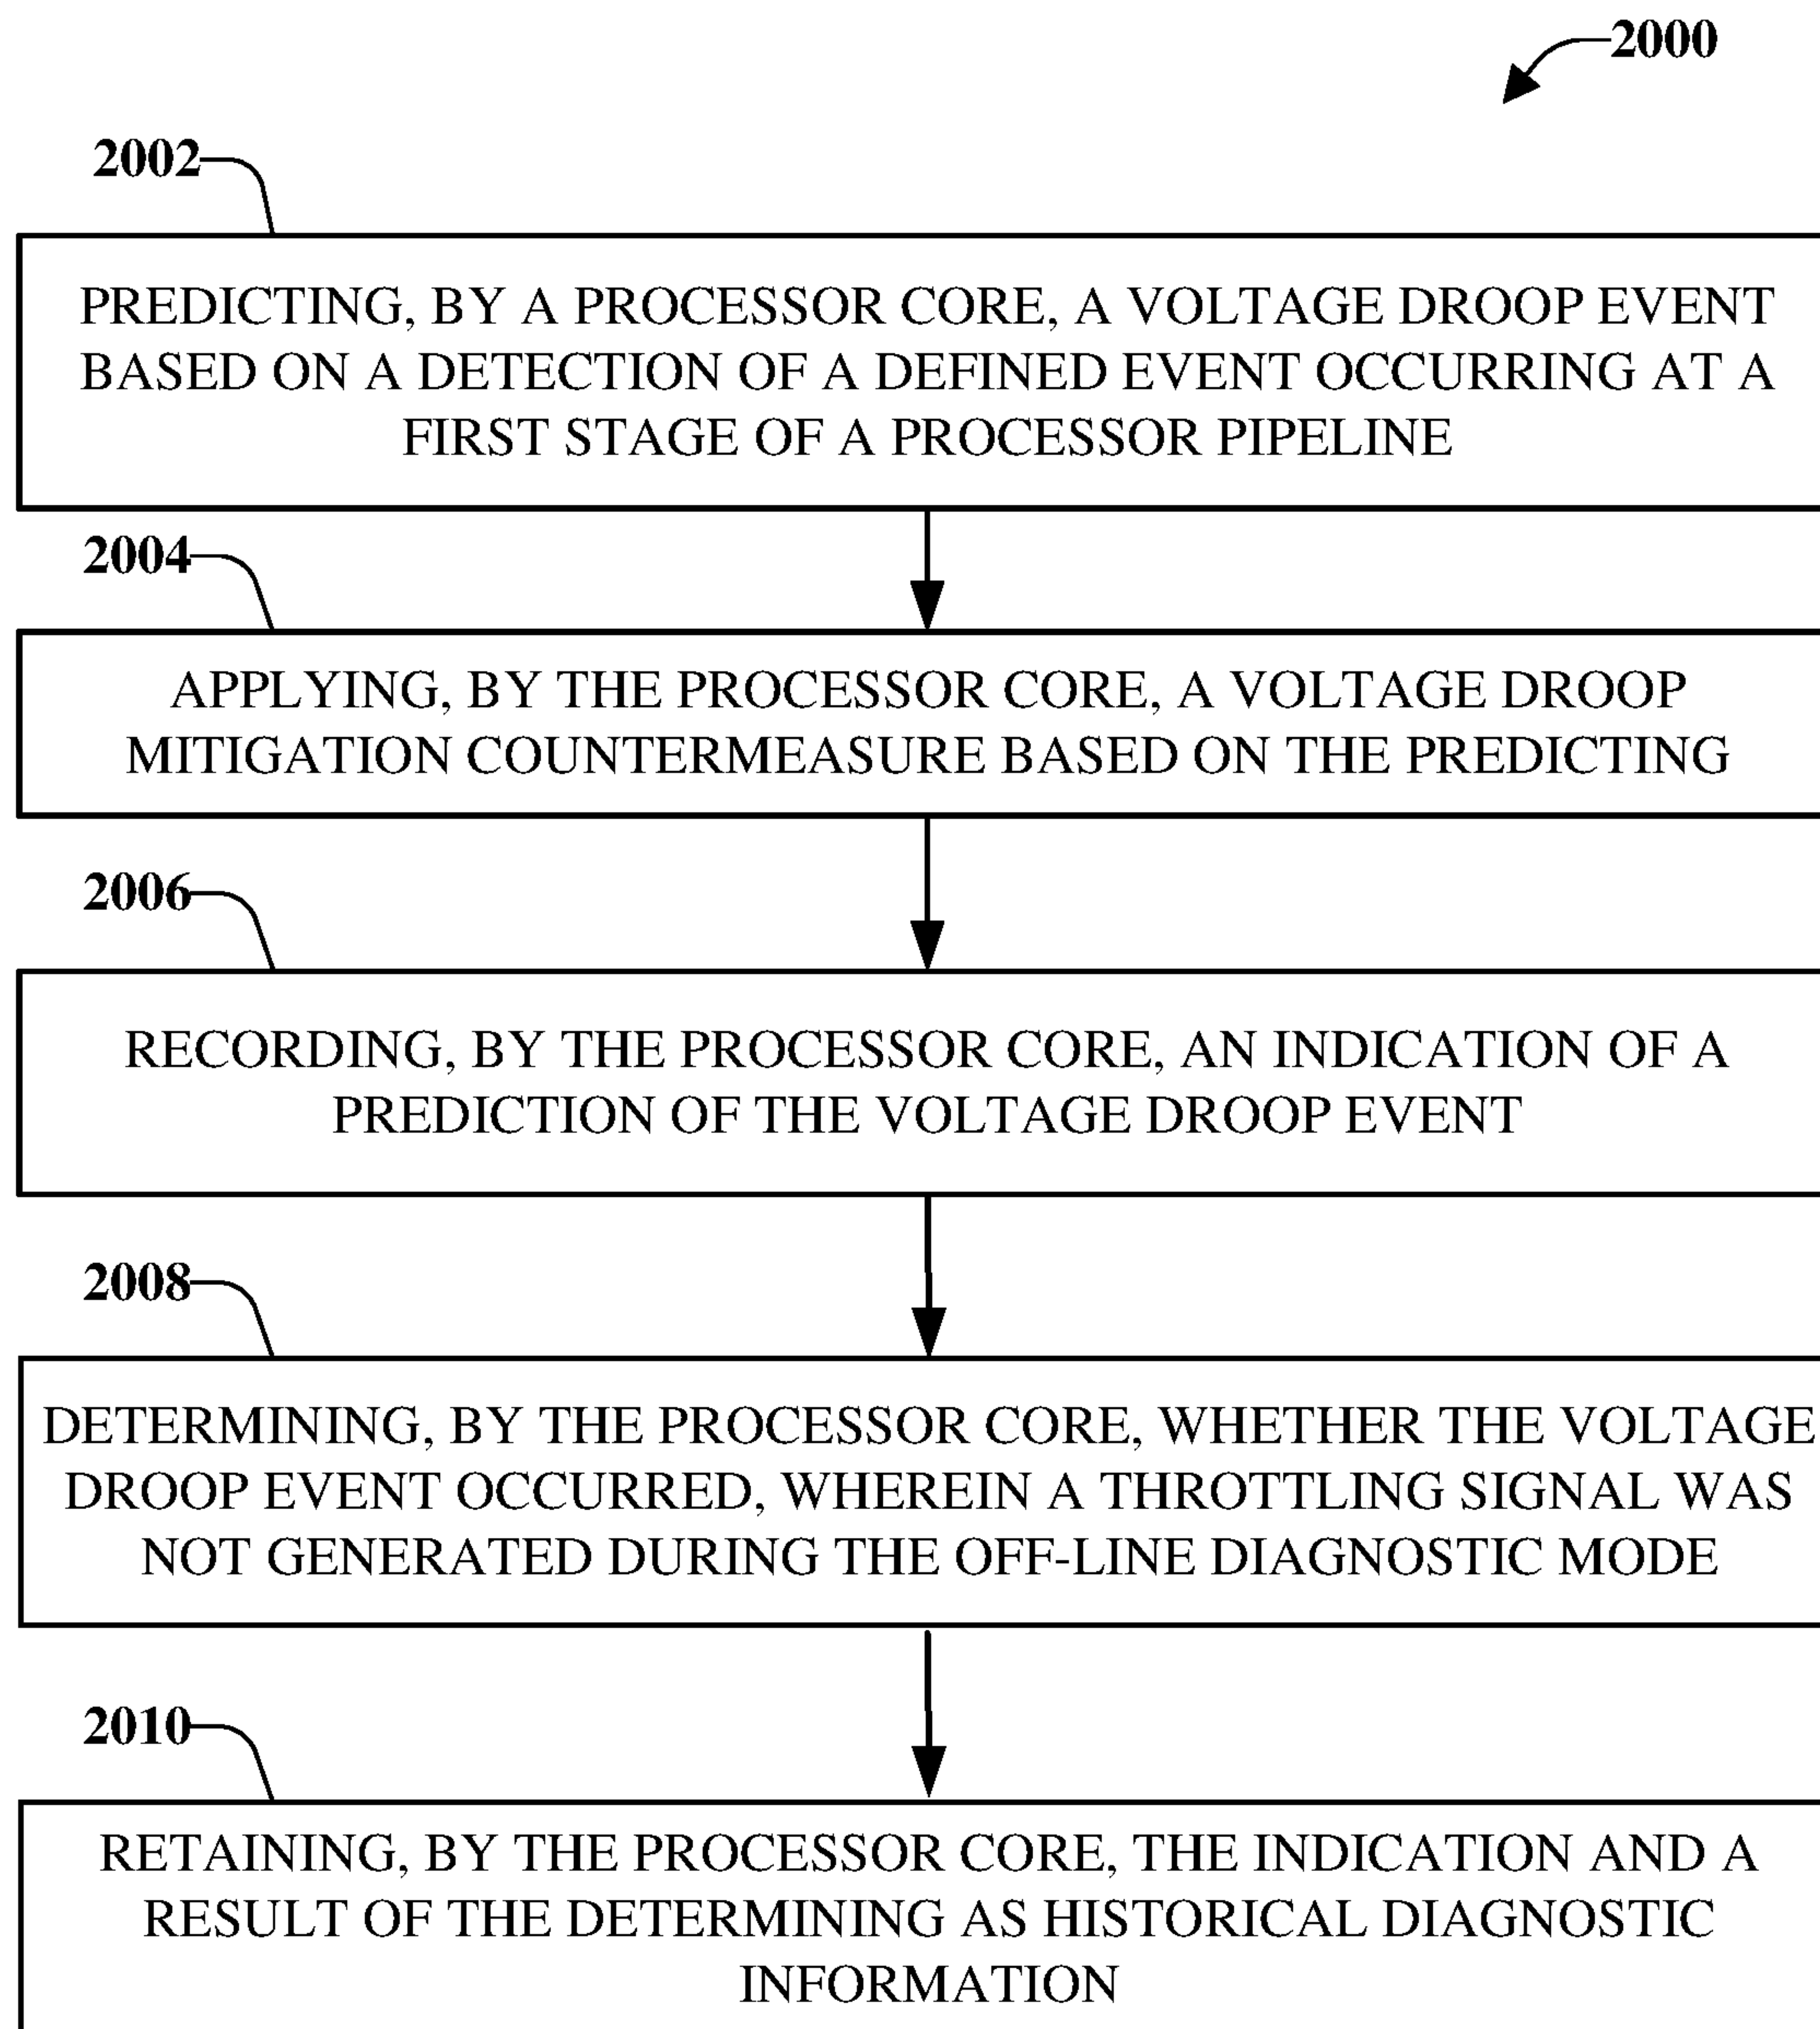 2000
2002
PREDICTING, BY A PROCESSOR CORE, A VOLTAGE DROOP EVENT
BASED ON A DETECTION OF A DEFINED EVENT OCCURRING AT A
FIRST STAGE OF A PROCESSOR PIPELINE
2004
APPLYING, BY THE PROCESSOR CORE, A VOLTAGE DROOP
MITIGATION COUNTERMEASURE BASED ON THE PREDICTING
2006
RECORDING, BY THE PROCESSOR CORE, AN INDICATION OF A
PREDICTION OF THE VOLTAGE DROOP EVENT
2008
DETERMINING, BY THE PROCESSOR CORE, WHETHER THE VOLTAGE
DROOP EVENT OCCURRED, WHEREIN A THROTTLING SIGNAL WAS
NOT GENERATED DURING THE OFF-LINE DIAGNOSTIC MODE
2010
RETAINING, BY THE PROCESSOR CORE, THE INDICATION AND A
RESULT OF THE DETERMINING AS HISTORICAL DIAGNOSTIC
INFORMATION